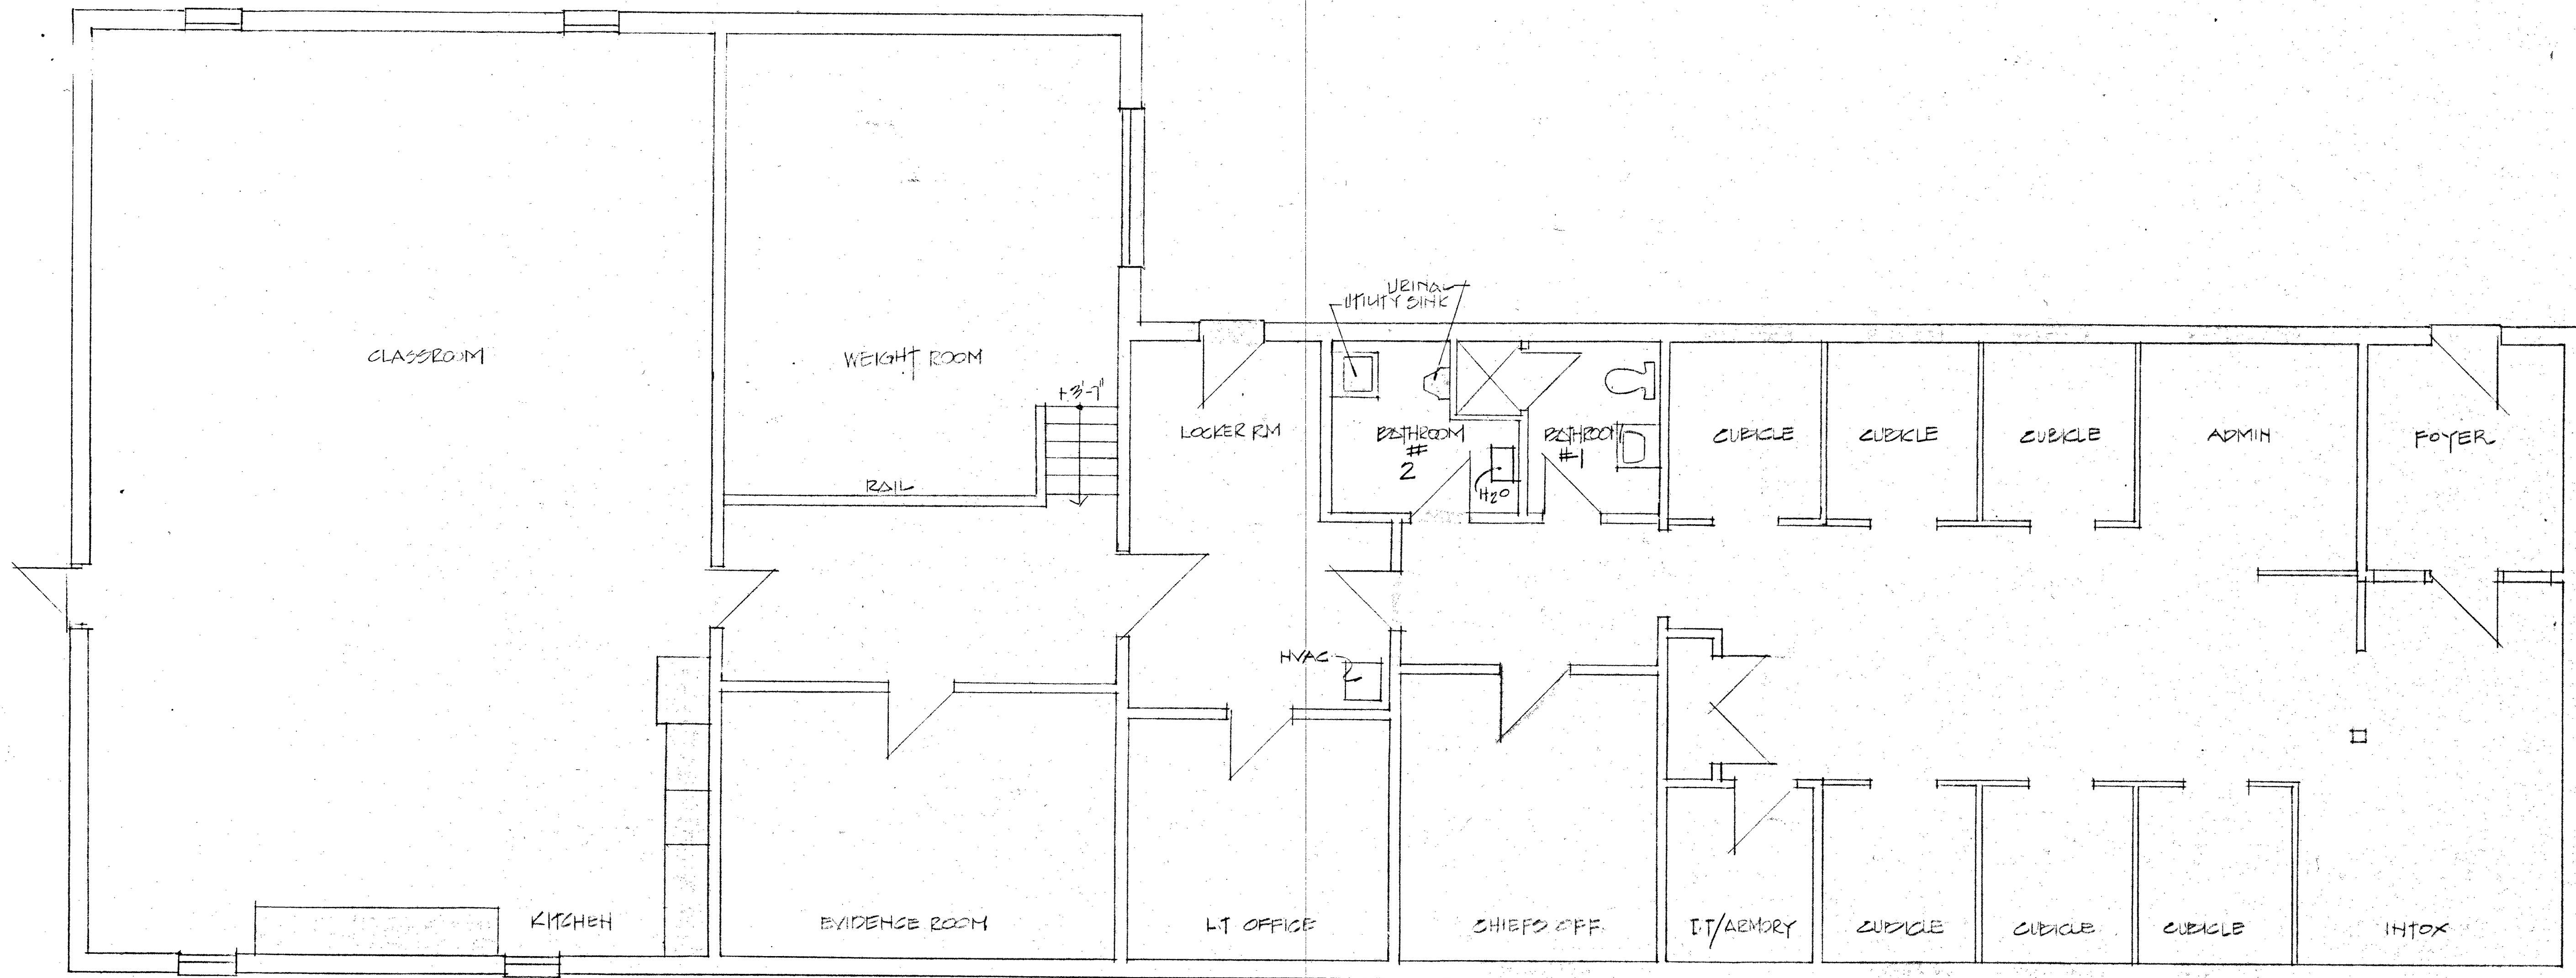 URINAL
UTILITY SINK
CLASSROOM
WEIGHT ROOM
+3'-7"
LOCKER RM
BATHROOM
#
2
BATHROOM
#1
H2O
CUBICLE
CUBICLE
CUBICLE
ADMIN
FOYER
RAIL
HVAC
KITCHEN
EVIDENCE ROOM
LT OFFICE
CHIEFS OFF.
I.T/ARMORY
CUBICLE
CUBICLE
CUBICLE
INTOX